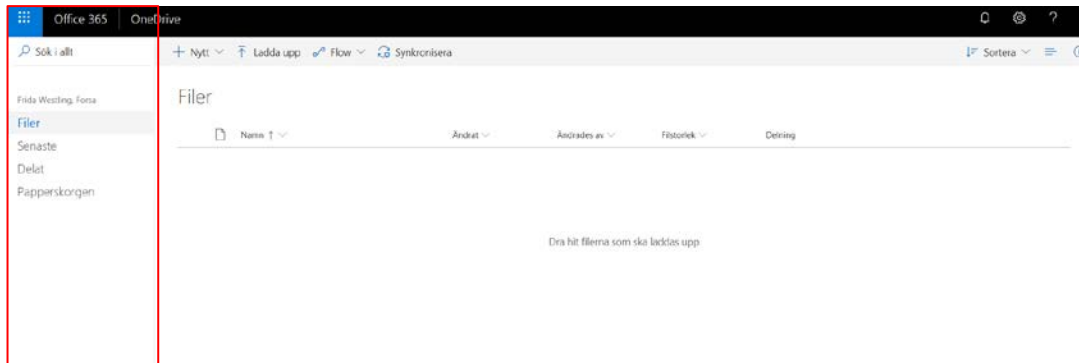 Office 365 OneDrive ?
Sök i allt + Nytt Ladda upp Flow Synkronisera Sortera
Frida Westling, Forsa
Filer
Senaste
Delat
Papperskorgen
Filer
Namn ↑ Ändrat Ändrades av Filstorlek Delning
Dra hit filerna som ska laddas upp